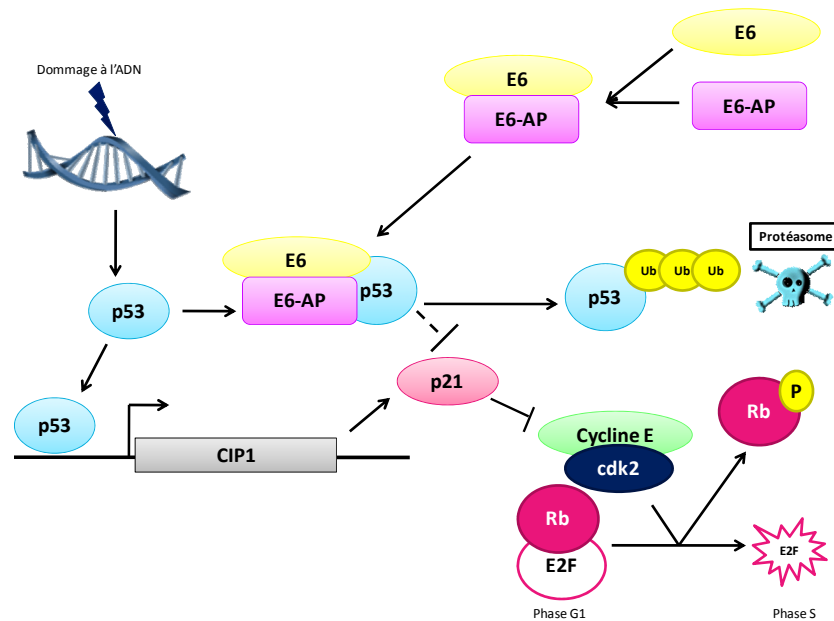 E6
Dommage à l'ADN
E6
E6-AP
E6-AP
Protéasome
E6
E6-AP
p53
p53
p53
Ub
Ub
Ub
p21
p53
CIP1
Cycline E
cdk2
Rb
P
Rb
E2F
E2F
Phase G1
Phase S